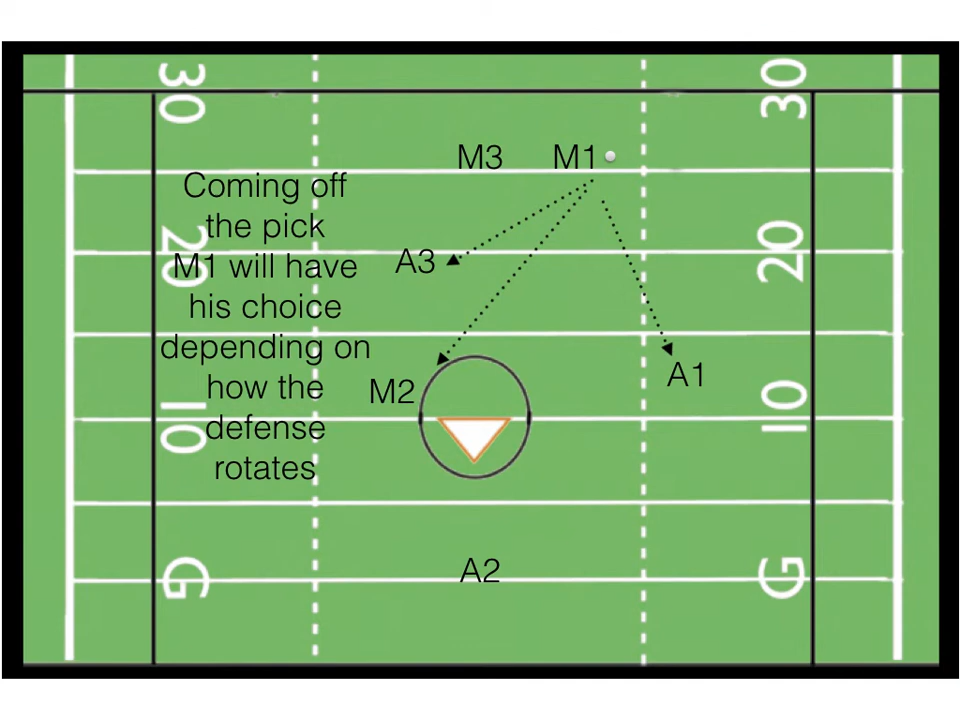 30
30
M3 M1
Coming off
the pick
M1 will have
his choice
depending on
how the
defense
rotates
20
20
A3
A1
M2
10
10
A2
G
G